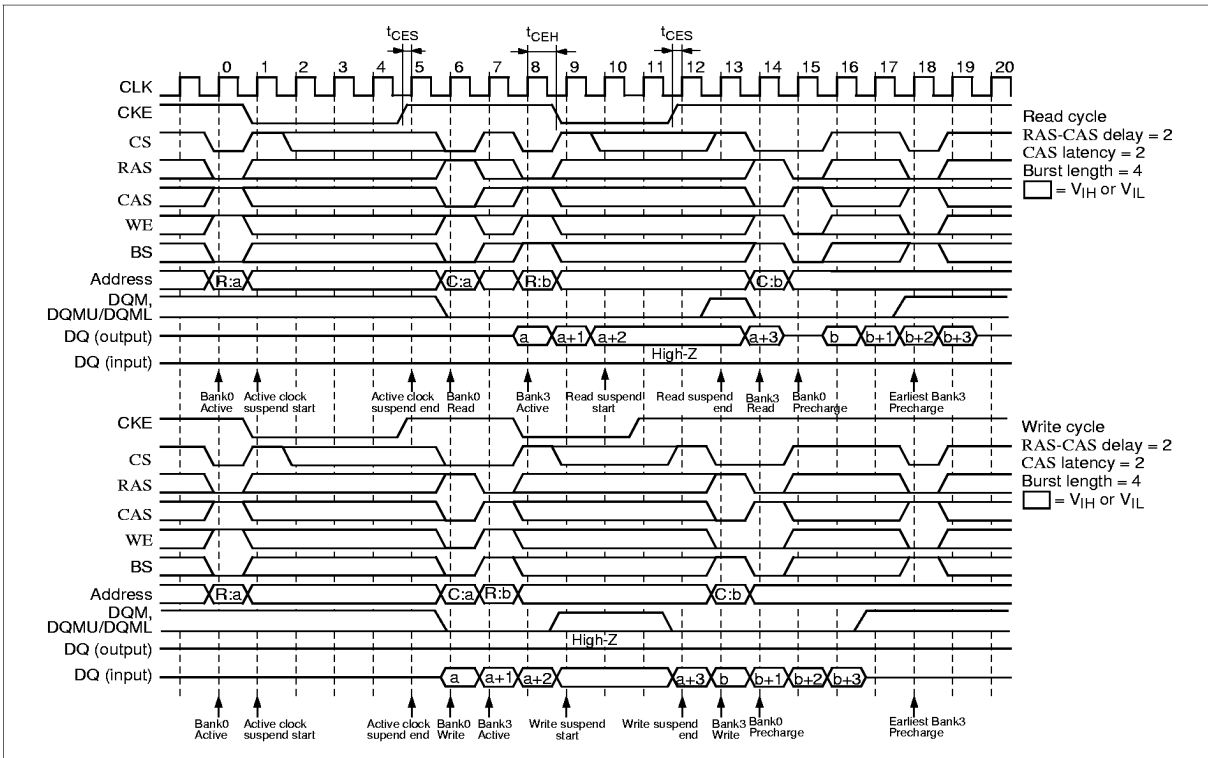 tCES tCEH tCES
0 1 2 3 4 5 6 7 8 9 10 11 12 13 14 15 16 17 18 19 20
CLK
CKE
CS
RAS
CAS
WE
BS
Address R:a C:a R:b C:b
DQM,
DQMU/DQML
DQ (output) a a+1 a+2 a+3 b b+1 b+2 b+3
High-Z
DQ (input)
Bank0 Active
Active clock suspend start
Active clock suspend end
Bank0 Read
Bank3 Active
Read suspend start
Read suspend end
Bank3 Read
Bank0 Precharge
Earliest Bank3 Precharge
Read cycle
RAS-CAS delay = 2
CAS latency = 2
Burst length = 4
= VIH or VIL
CKE
CS
RAS
CAS
WE
BS
Address R:a C:a R:b C:b
DQM,
DQMU/DQML
High-Z
DQ (output)
DQ (input) a a+1 a+2 a+3 b b+1 b+2 b+3
Bank0 Active
Active clock suspend start
Active clock supend end
Bank0 Write
Bank3 Active
Write suspend start
Write suspend end
Bank3 Write
Bank0 Precharge
Earliest Bank3 Precharge
Write cycle
RAS-CAS delay = 2
CAS latency = 2
Burst length = 4
= VIH or VIL